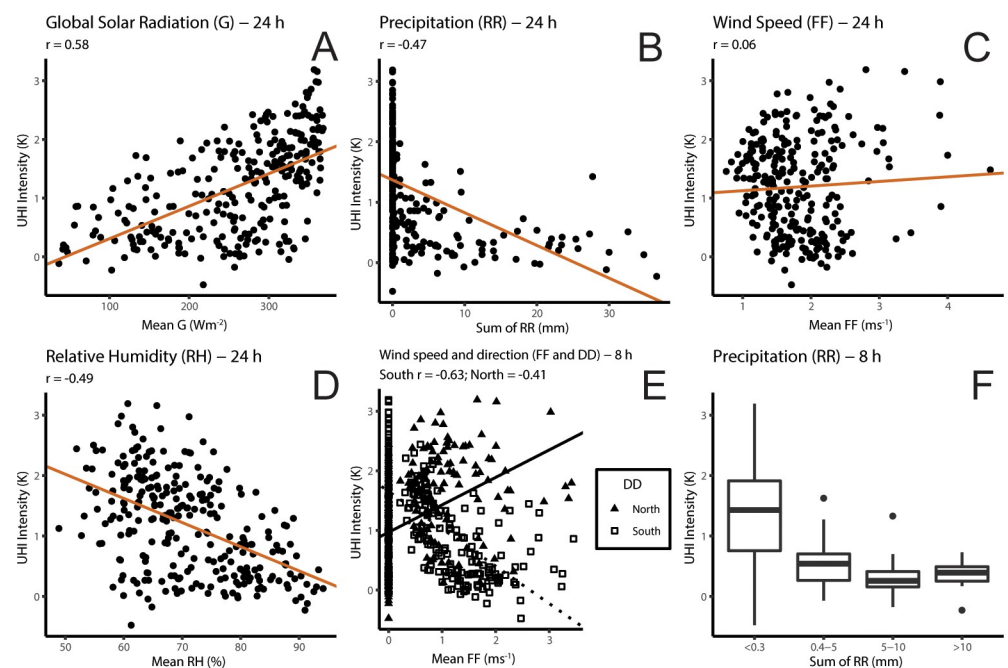 Global Solar Radiation (G) – 24 h
r = 0.58
A
UHI Intensity (K)
3
2
1
0
100
200
300
Mean G (Wm-2)
Precipitation (RR) – 24 h
r = -0.47
B
UHI Intensity (K)
3
2
1
0
0
10
20
30
Sum of RR (mm)
Wind Speed (FF) – 24 h
r = 0.06
C
UHI Intensity (K)
3
2
1
0
1
2
3
4
Mean FF (ms-1)
Relative Humidity (RH) – 24 h
r = -0.49
D
UHI Intensity (K)
3
2
1
0
50
60
70
80
90
Mean RH (%)
Wind speed and direction (FF and DD) – 8 h
South r = -0.63; North = -0.41
E
UHI Intensity (K)
3
2
1
0
0
1
2
3
Mean FF (ms-1)
DD
North
South
Precipitation (RR) – 8 h
F
UHI Intensity (K)
3
2
1
0
<0.3
0.4–5
5–10
>10
Sum of RR (mm)